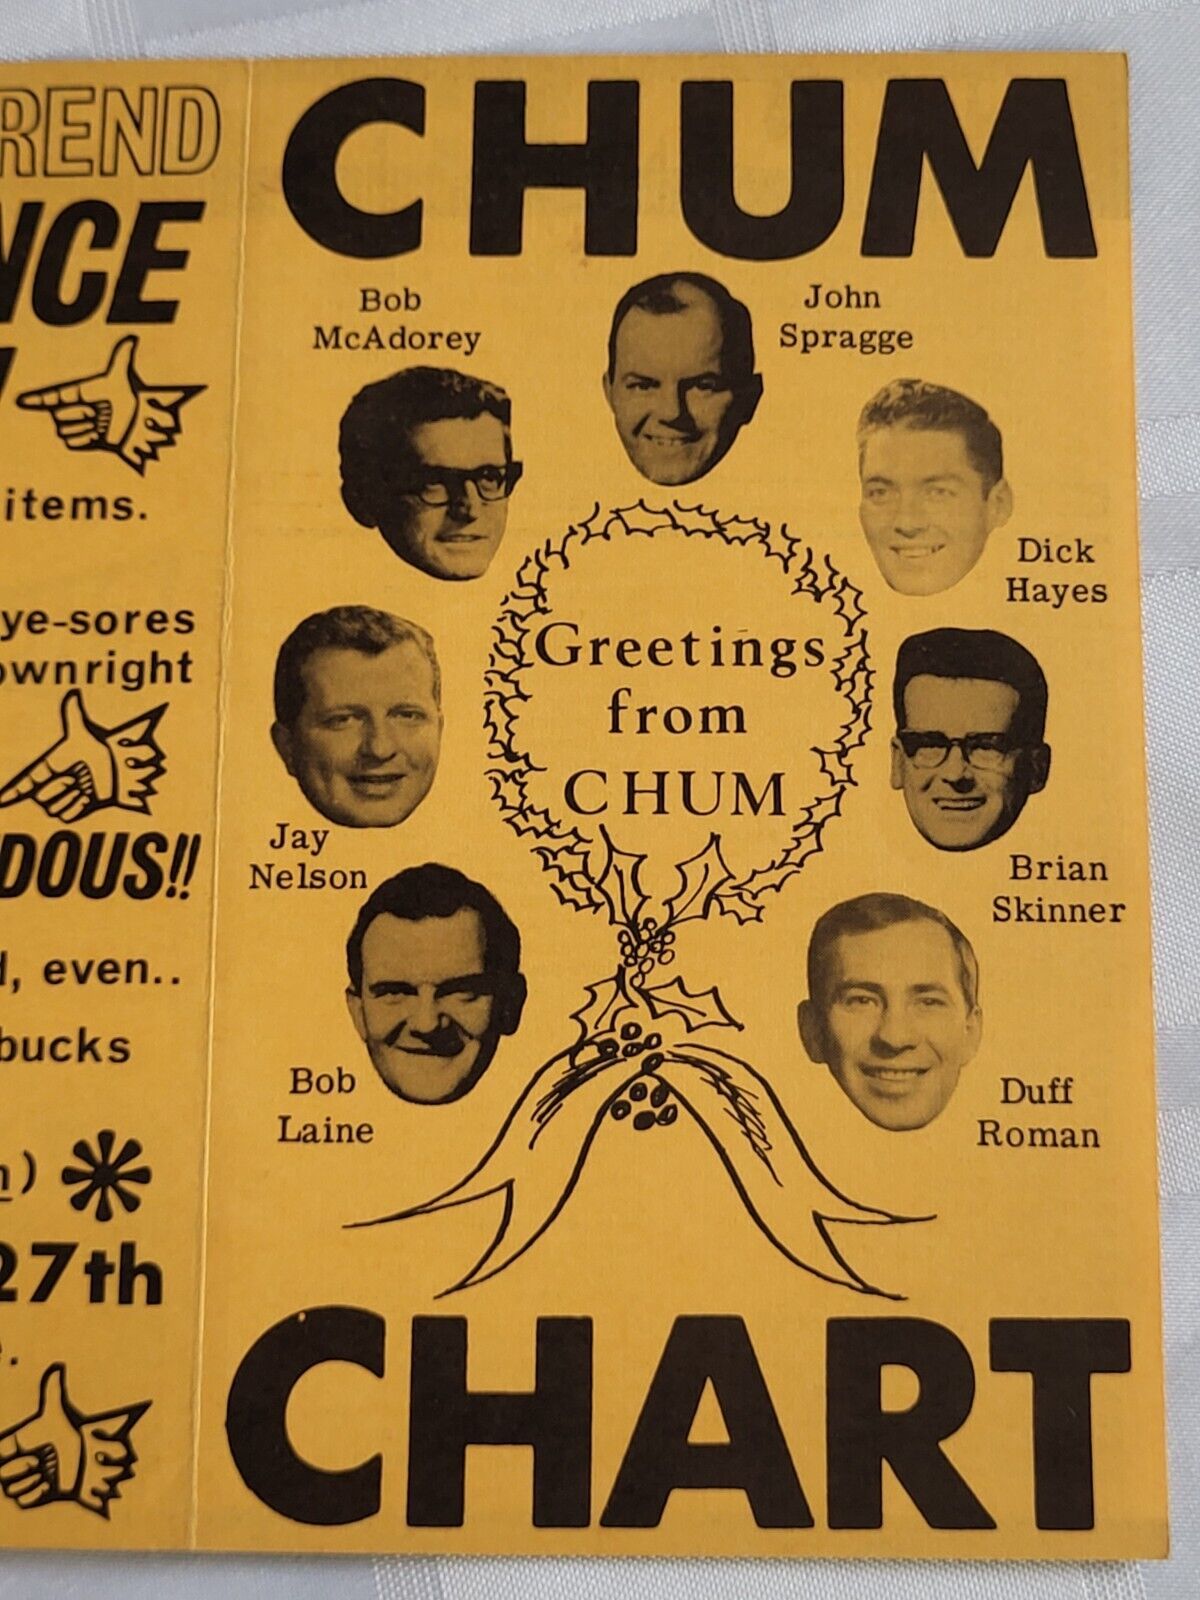 REND
NCE
items.
ye-sores
ownright
DOUS!!
d, even..
bucks
27th
CHUM
Bob
McAdorey
John
Spragge
Dick
Hayes
Greetings
from
CHUM
Jay
Nelson
Brian
Skinner
Bob
Laine
Duff
Roman
CHART